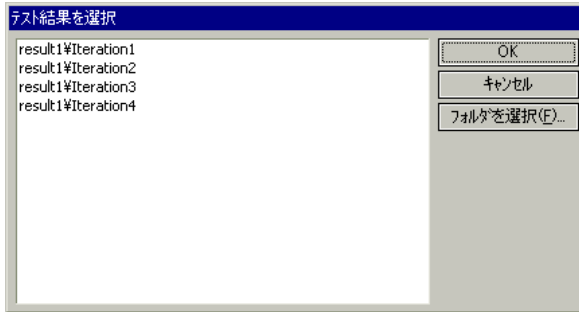 テスト結果を選択
result1¥Iteration1
result1¥Iteration2
result1¥Iteration3
result1¥Iteration4
OK
キャンセル
フォルダを選択(F)...